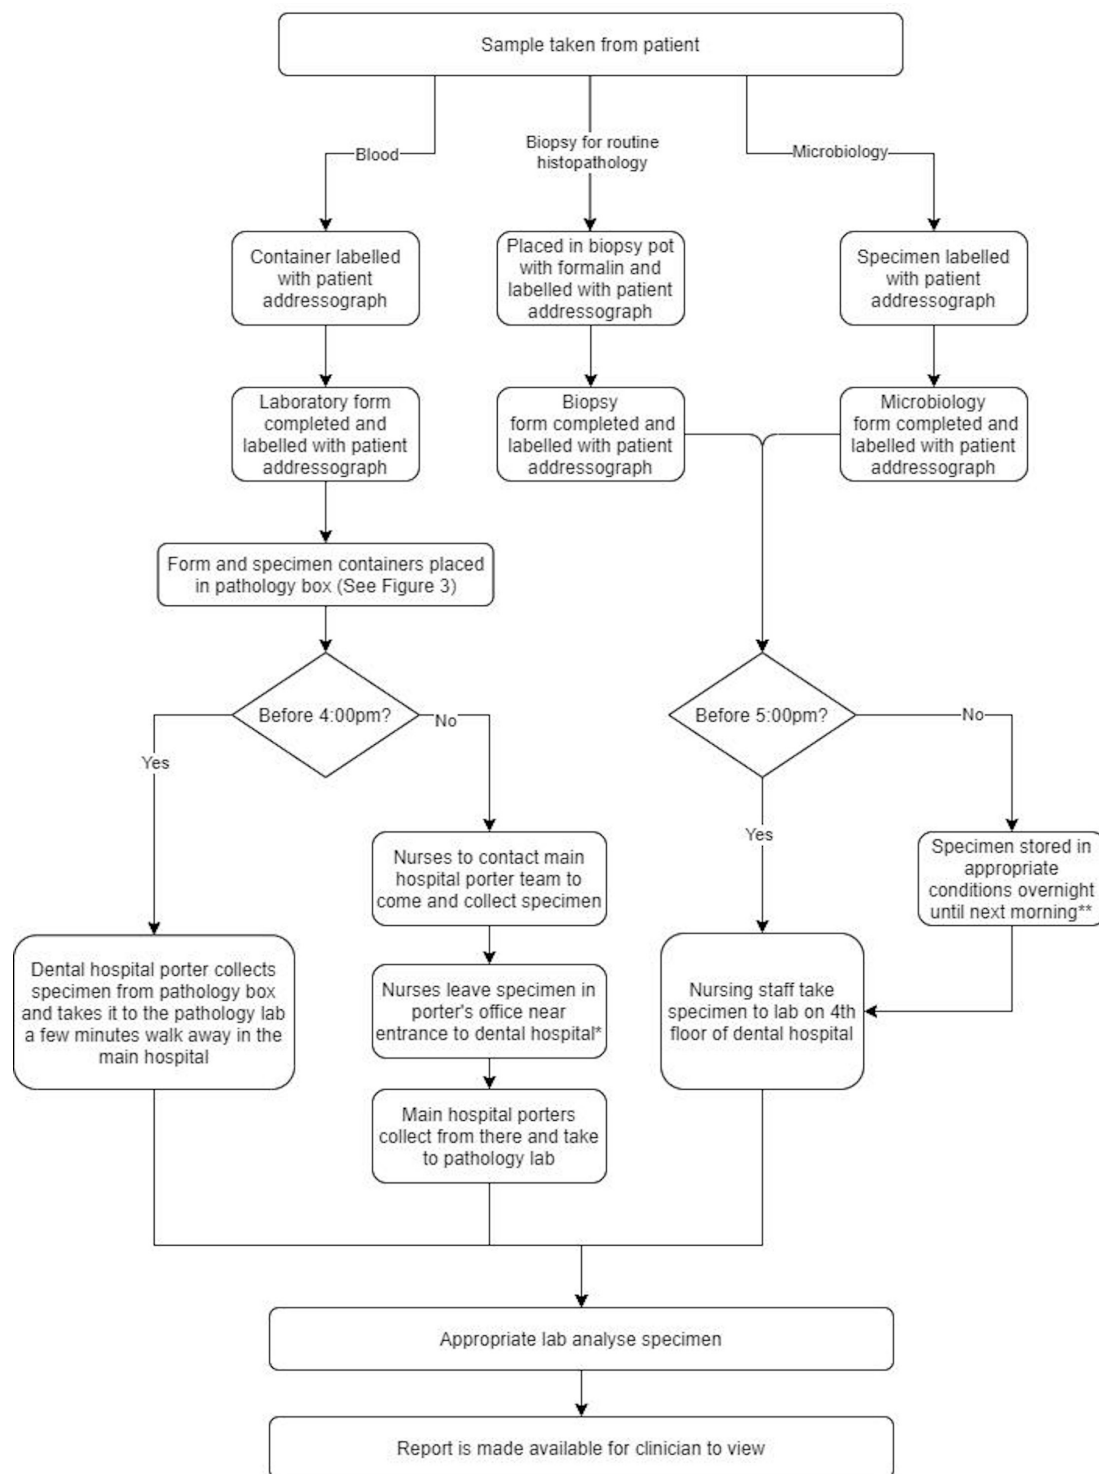 Sample taken from patient
Blood
Biopsy for routine
histopathology
Microbiology
Container labelled
with patient
addressograph
Placed in biopsy pot
with formalin and
labelled with patient
addressograph
Specimen labelled
with patient
addressograph
Laboratory form
completed and
labelled with patient
addressograph
Biopsy
form completed and
labelled with patient
addressograph
Microbiology
form completed and
labelled with patient
addressograph
Form and specimen containers placed
in pathology box (See Figure 3)
Before 4:00pm?
No
Yes
Before 5:00pm?
No
Yes
Nurses to contact main
hospital porter team to
come and collect specimen
Specimen stored in
appropriate
conditions overnight
until next morning**
Dental hospital porter collects
specimen from pathology box
and takes it to the pathology lab
a few minutes walk away in the
main hospital
Nurses leave specimen in
porter's office near
entrance to dental hospital*
Nursing staff take
specimen to lab on 4th
floor of dental hospital
Main hospital porters
collect from there and take
to pathology lab
Appropriate lab analyse specimen
Report is made available for clinician to view